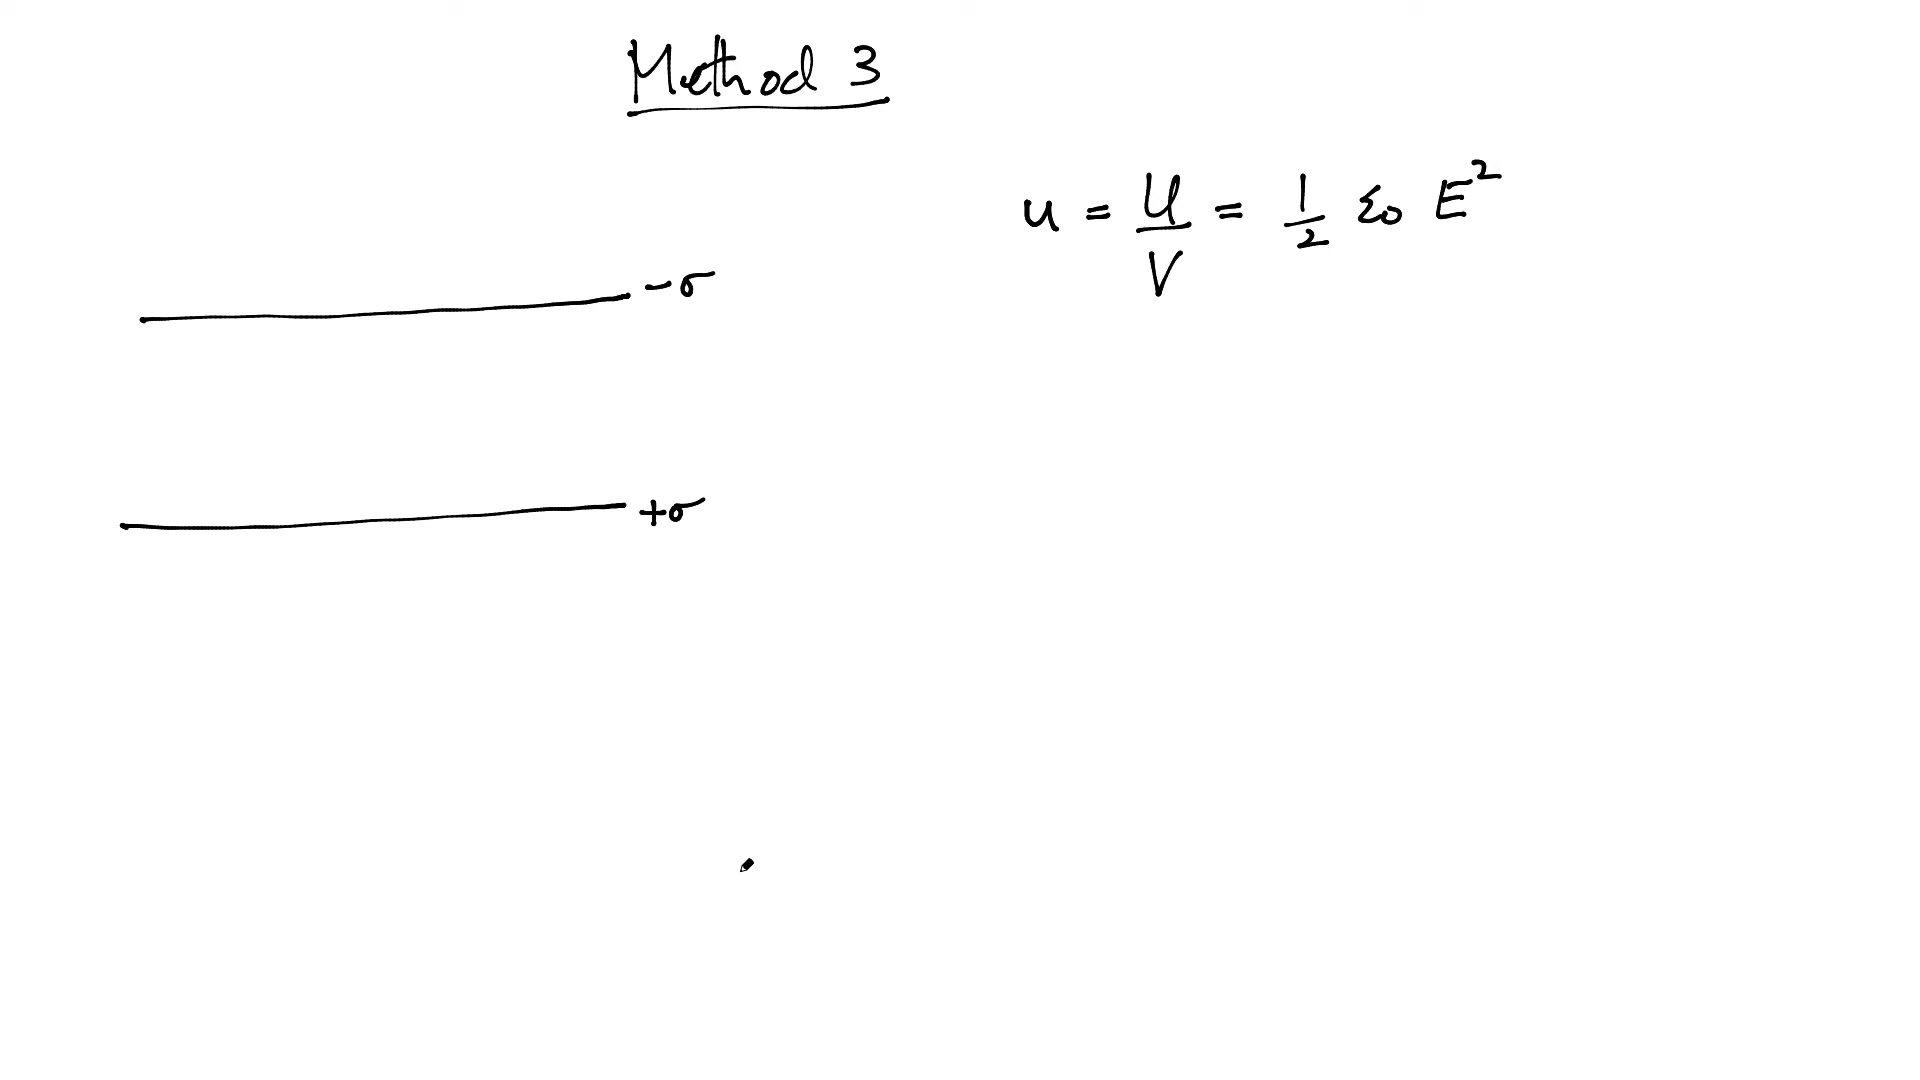 Method 3
u = U/V = 1/2 ε₀ E²
−σ
+σ